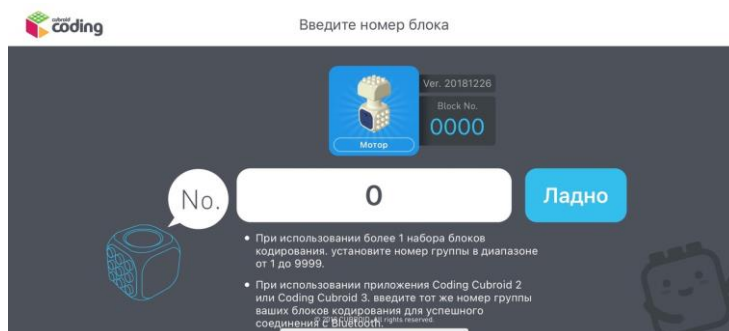 cubroid
coding
Введите номер блока
Ver. 20181226
Block No.
0000
Мотор
No.
0
Ладно
• При использовании более 1 набора блоков
кодирования. установите номер группы в диапазоне
от 1 до 9999.
• При использовании приложения Coding Cubroid 2
или Coding Cubroid 3. введите тот же номер группы
ваших блоков кодирования для успешного
соединения с Bluetooth.
© 2018 CUBROID. All rights reserved.